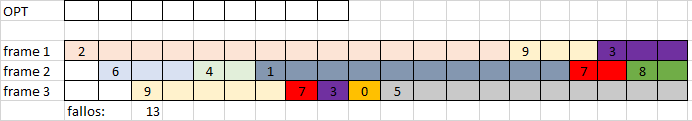 OPT
frame 1 2 9 3
frame 2 6 4 1 7 8
frame 3 9 7 3 0 5
fallos: 13